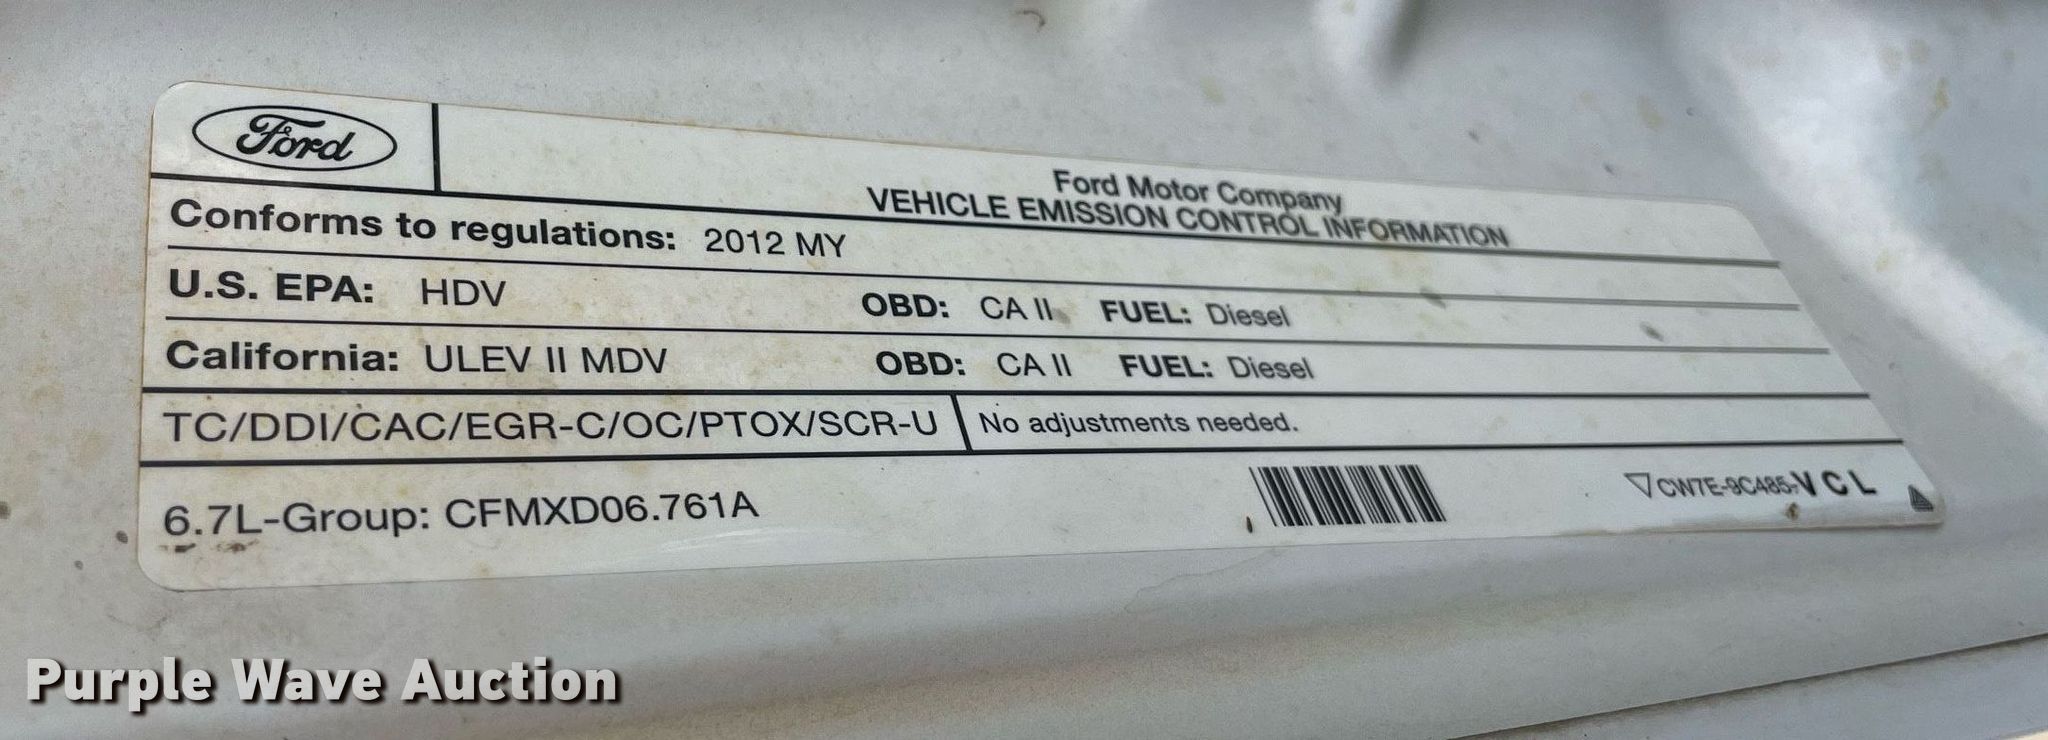 Ford
Ford Motor Company
VEHICLE EMISSION CONTROL INFORMATION
Conforms to regulations: 2012 MY
U.S. EPA: HDV OBD: CA II FUEL: Diesel
California: ULEV II MDV OBD: CA II FUEL: Diesel
TC/DDI/CAC/EGR-C/OC/PTOX/SCR-U No adjustments needed.
6.7L-Group: CFMXD06.761A
CW7E-9C485-VCL
Purple Wave Auction